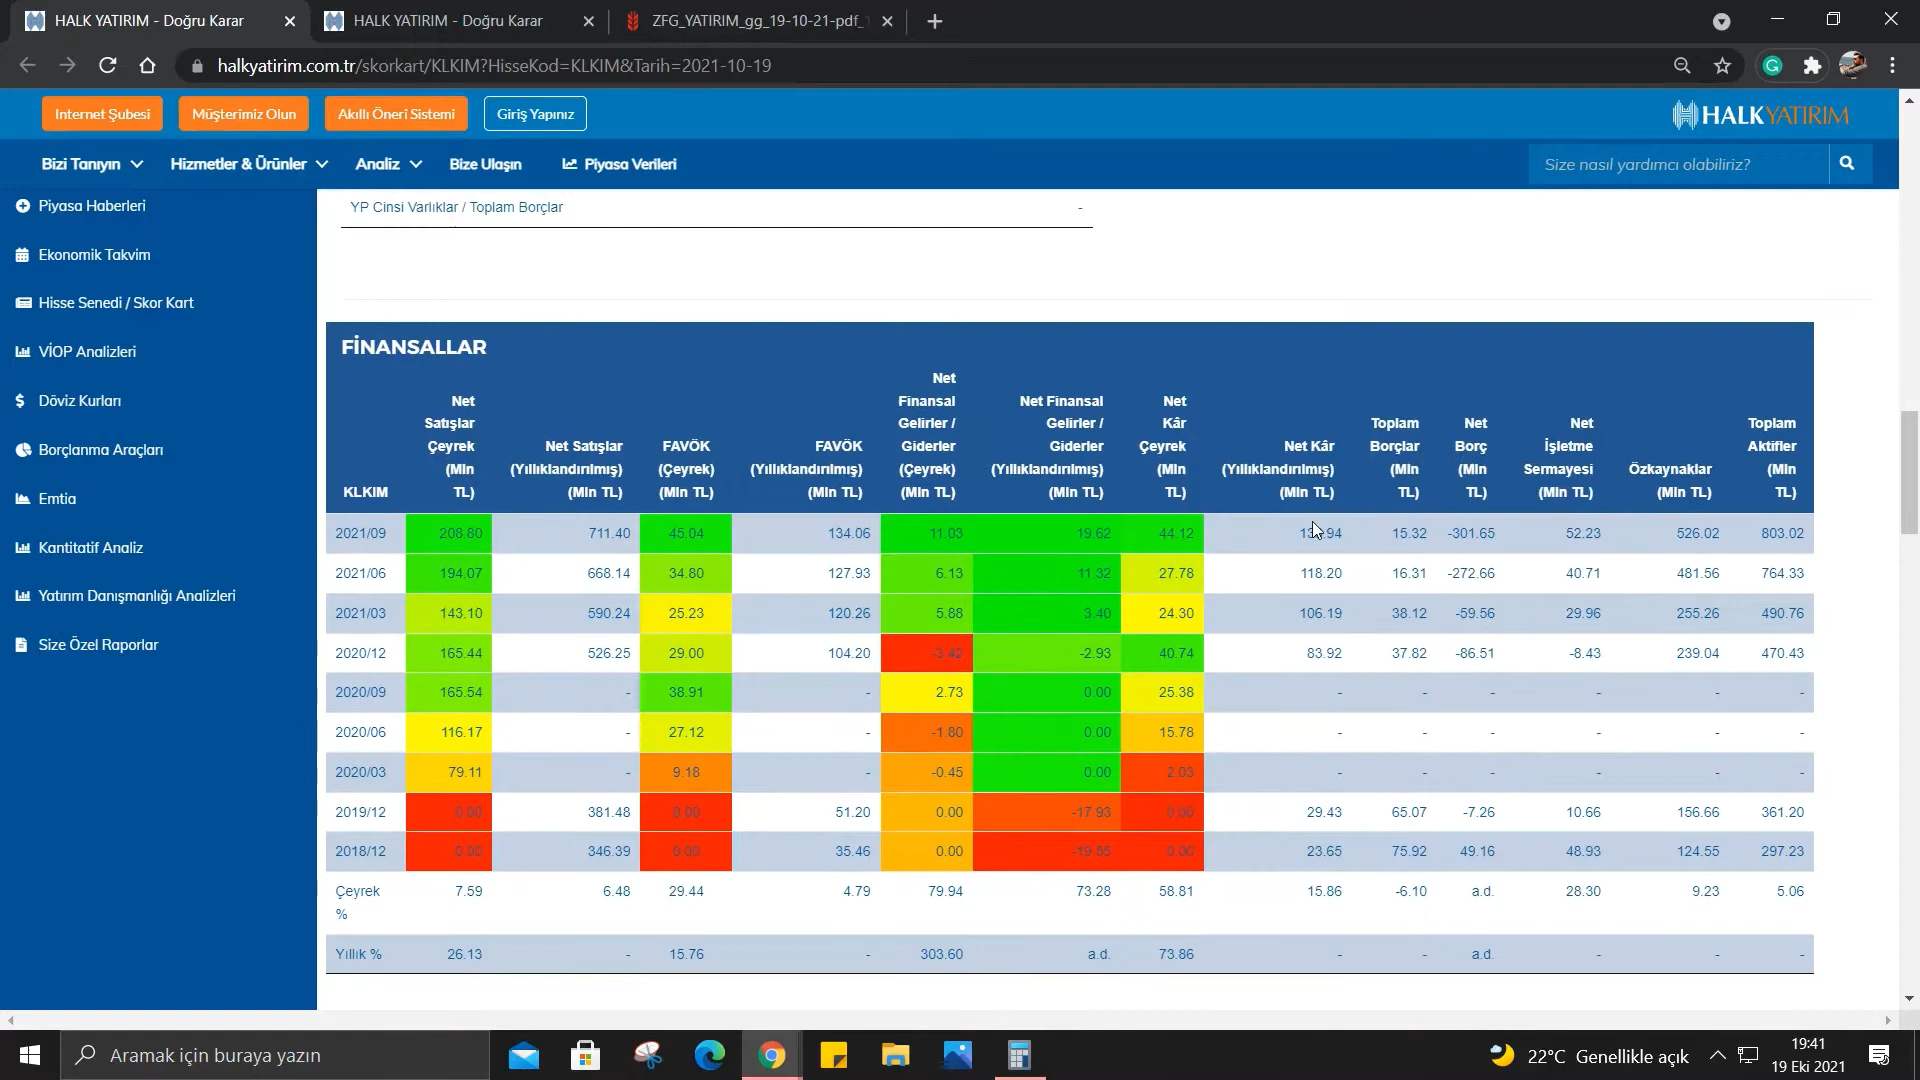 HALK YATIRIM - Doğru Karar
HALK YATIRIM - Doğru Karar
ZFG_YATIRIM_gg_19-10-21-pdf_
halkyatirim.com.tr/skorkart/KLKIM?HisseKod=KLKIM&Tarih=2021-10-19
Internet Şubesi
Müşterimiz Olun
Akıllı Öneri Sistemi
Giriş Yapınız
HALKYATIRIM
Bizi Tanıyın
Hizmetler & Ürünler
Analiz
Bize Ulaşın
Piyasa Verileri
Size nasıl yardımcı olabiliriz?
Piyasa Haberleri
Ekonomik Takvim
Hisse Senedi / Skor Kart
VİOP Analizleri
Döviz Kurları
Borçlanma Araçları
Emtia
Kantitatif Analiz
Yatırım Danışmanlığı Analizleri
Size Özel Raporlar
YP Cinsi Varlıklar / Toplam Borçlar -
FİNANSALLAR
KLKIM
Net Satışlar Çeyrek (Mln TL)
Net Satışlar (Yıllıklandırılmış) (Mln TL)
FAVÖK (Çeyrek) (Mln TL)
FAVÖK (Yıllıklandırılmış) (Mln TL)
Net Finansal Gelirler / Giderler (Çeyrek) (Mln TL)
Net Finansal Gelirler / Giderler (Yıllıklandırılmış) (Mln TL)
Net Kâr Çeyrek (Mln TL)
Net Kâr (Yıllıklandırılmış) (Mln TL)
Toplam Borçlar (Mln TL)
Net Borç (Mln TL)
Net İşletme Sermayesi (Mln TL)
Özkaynaklar (Mln TL)
Toplam Aktifler (Mln TL)
2021/09 208.80 711.40 45.04 134.06 11.03 19.62 44.12 15.32 -301.65 52.23 526.02 803.02
2021/06 194.07 668.14 34.80 127.93 6.13 11.32 27.78 118.20 16.31 -272.66 40.71 481.56 764.33
2021/03 143.10 590.24 25.23 120.26 5.88 3.40 24.30 106.19 38.12 -59.56 29.96 255.26 490.76
2020/12 165.44 526.25 29.00 104.20 -3.42 -2.93 40.74 83.92 37.82 -86.51 -8.43 239.04 470.43
2020/09 165.54 - 38.91 - 2.73 0.00 25.38 - - - - - -
2020/06 116.17 - 27.12 - -1.80 0.00 15.78 - - - - - -
2020/03 79.11 - 9.18 - -0.45 0.00 2.03 - - - - - -
2019/12 0.00 381.48 0.00 51.20 0.00 -17.93 0.00 29.43 65.07 -7.26 10.66 156.66 361.20
2018/12 0.00 346.39 0.00 35.46 0.00 0.00 23.65 75.92 49.16 48.93 124.55 297.23
Çeyrek % 7.59 6.48 29.44 4.79 79.94 73.28 58.81 15.86 -6.10 a.d. 28.30 9.23 5.06
Yıllık % 26.13 - 15.76 - 303.60 a.d. 73.86 - - a.d. - - -
Aramak için buraya yazın
22°C Genellikle açık
19:41
19 Eki 2021